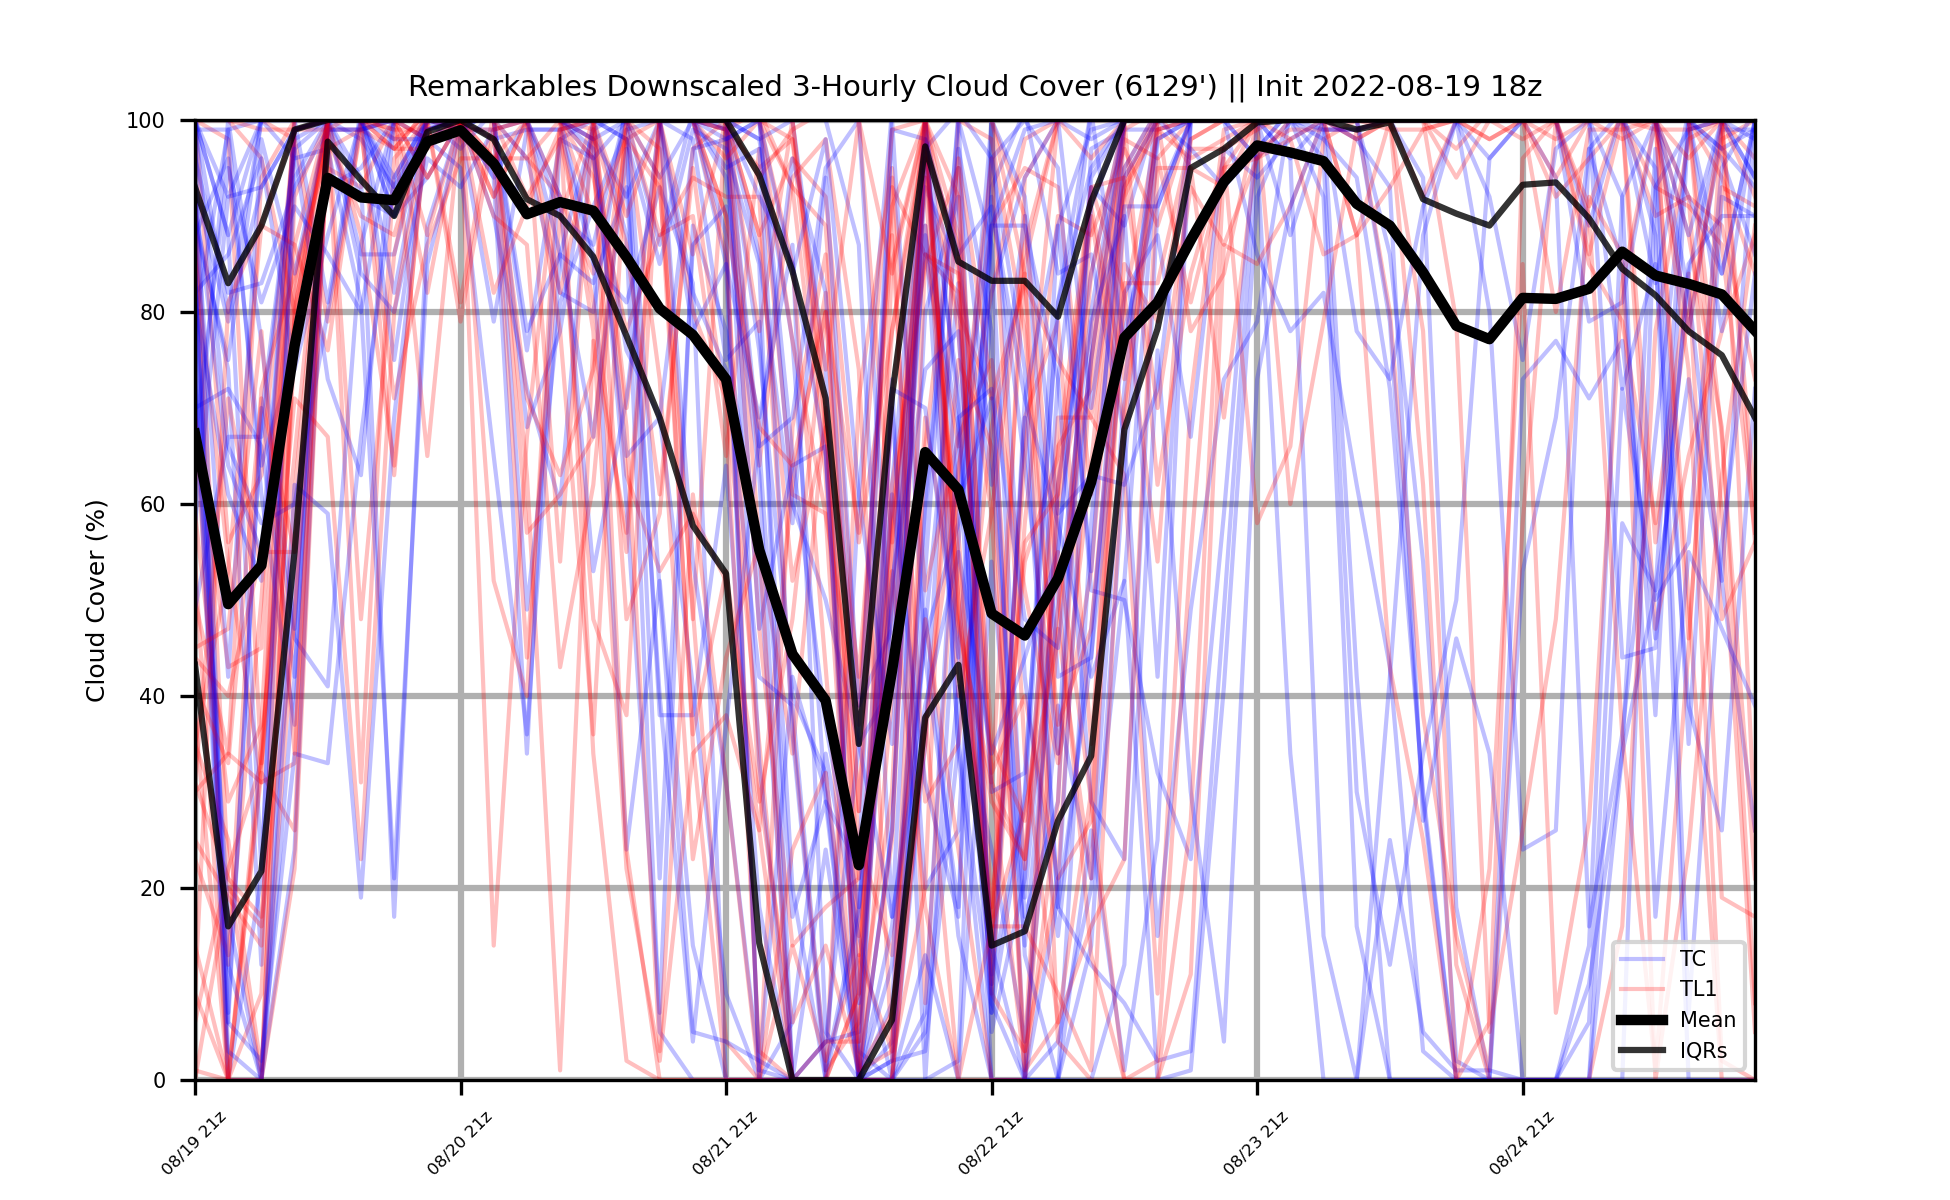 Remarkables Downscaled 3-Hourly Cloud Cover (6129') || Init 2022-08-19 18z
Cloud Cover (%)
100
80
60
40
20
0
TC
TL1
Mean
IQRs
08/19 21z
08/20 21z
08/21 21z
08/22 21z
08/23 21z
08/24 21z